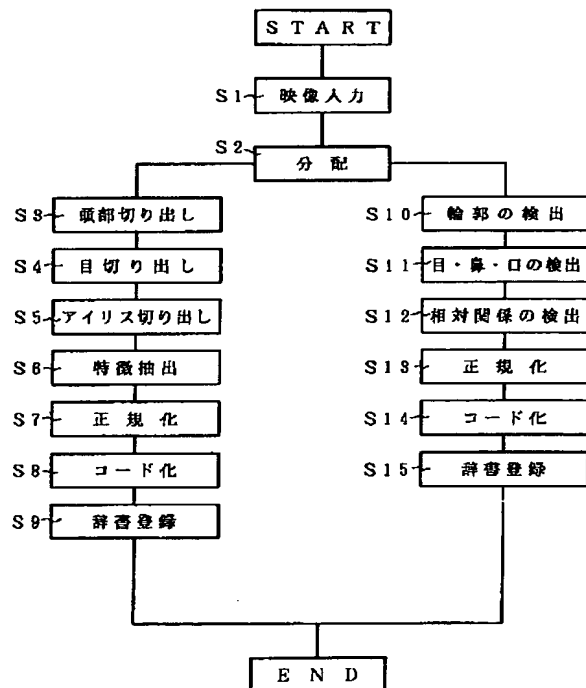 START
S1 映像入力
S2
分配
S3 頭部切り出し
S4 目切り出し
S5 アイリス切り出し
S6 特徴抽出
S7 正規化
S8 コード化
S9 辞書登録
S10 輪郭の検出
S11 目・鼻・口の検出
S12 相対関係の検出
S13 正規化
S14 コード化
S15 辞書登録
END